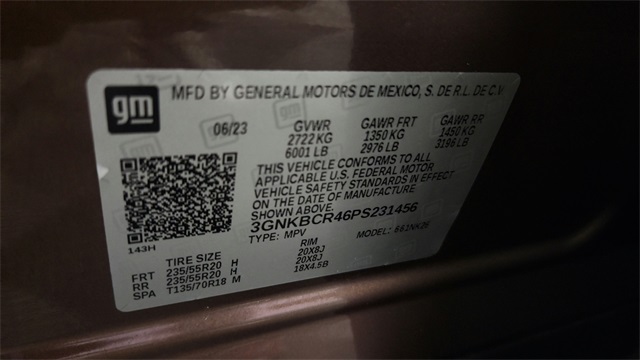 gm
MFD BY GENERAL MOTORS DE MEXICO, S. DE R.L. DE C.V.
06/23 GVWR GAWR FRT GAWR RR
2722 KG 1350 KG 1450 KG
6001 LB 2976 LB 3196 LB
THIS VEHICLE CONFORMS TO ALL
APPLICABLE U.S. FEDERAL MOTOR
VEHICLE SAFETY STANDARDS IN EFFECT
ON THE DATE OF MANUFACTURE
SHOWN ABOVE.
3GNKBCR46PS231456
TYPE: MPV MODEL:
143H
TIRE SIZE RIM
FRT 235/55R20 H 20X8J
RR 235/55R20 H 20X8J
SPA T135/70R18 M 18X4.5B